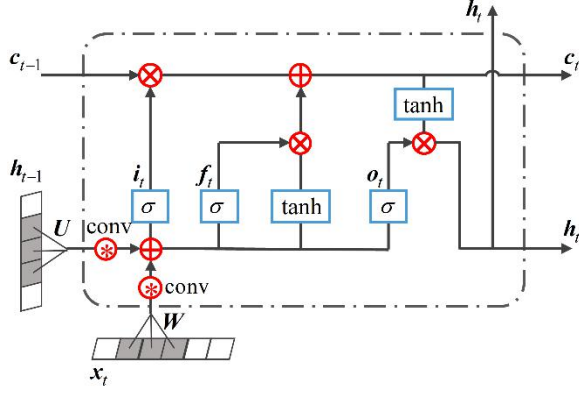 h_t
c_{t-1}
c_t
tanh
h_{t-1}
i_t
f_t
o_t
σ
σ
tanh
σ
U
conv
h_t
conv
W
x_t